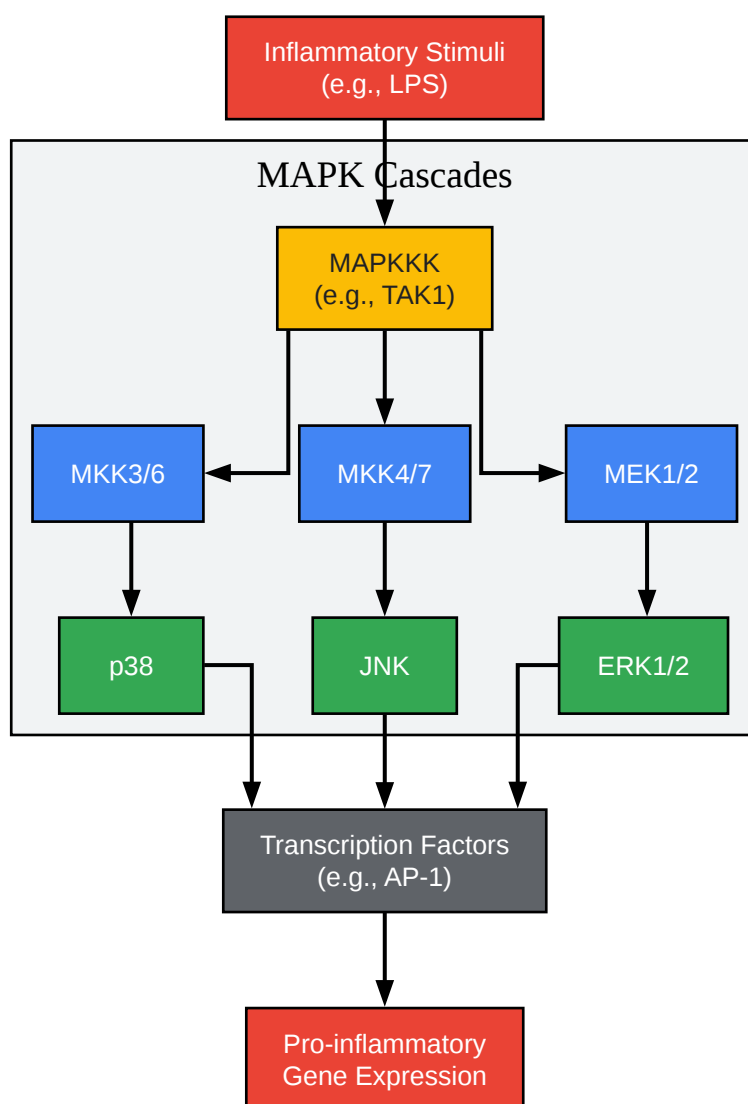 Inflammatory Stimuli
(e.g., LPS)
MAPK Cascades
MAPKKK
(e.g., TAK1)
MKK3/6
MKK4/7
MEK1/2
p38
JNK
ERK1/2
Transcription Factors
(e.g., AP-1)
Pro-inflammatory
Gene Expression